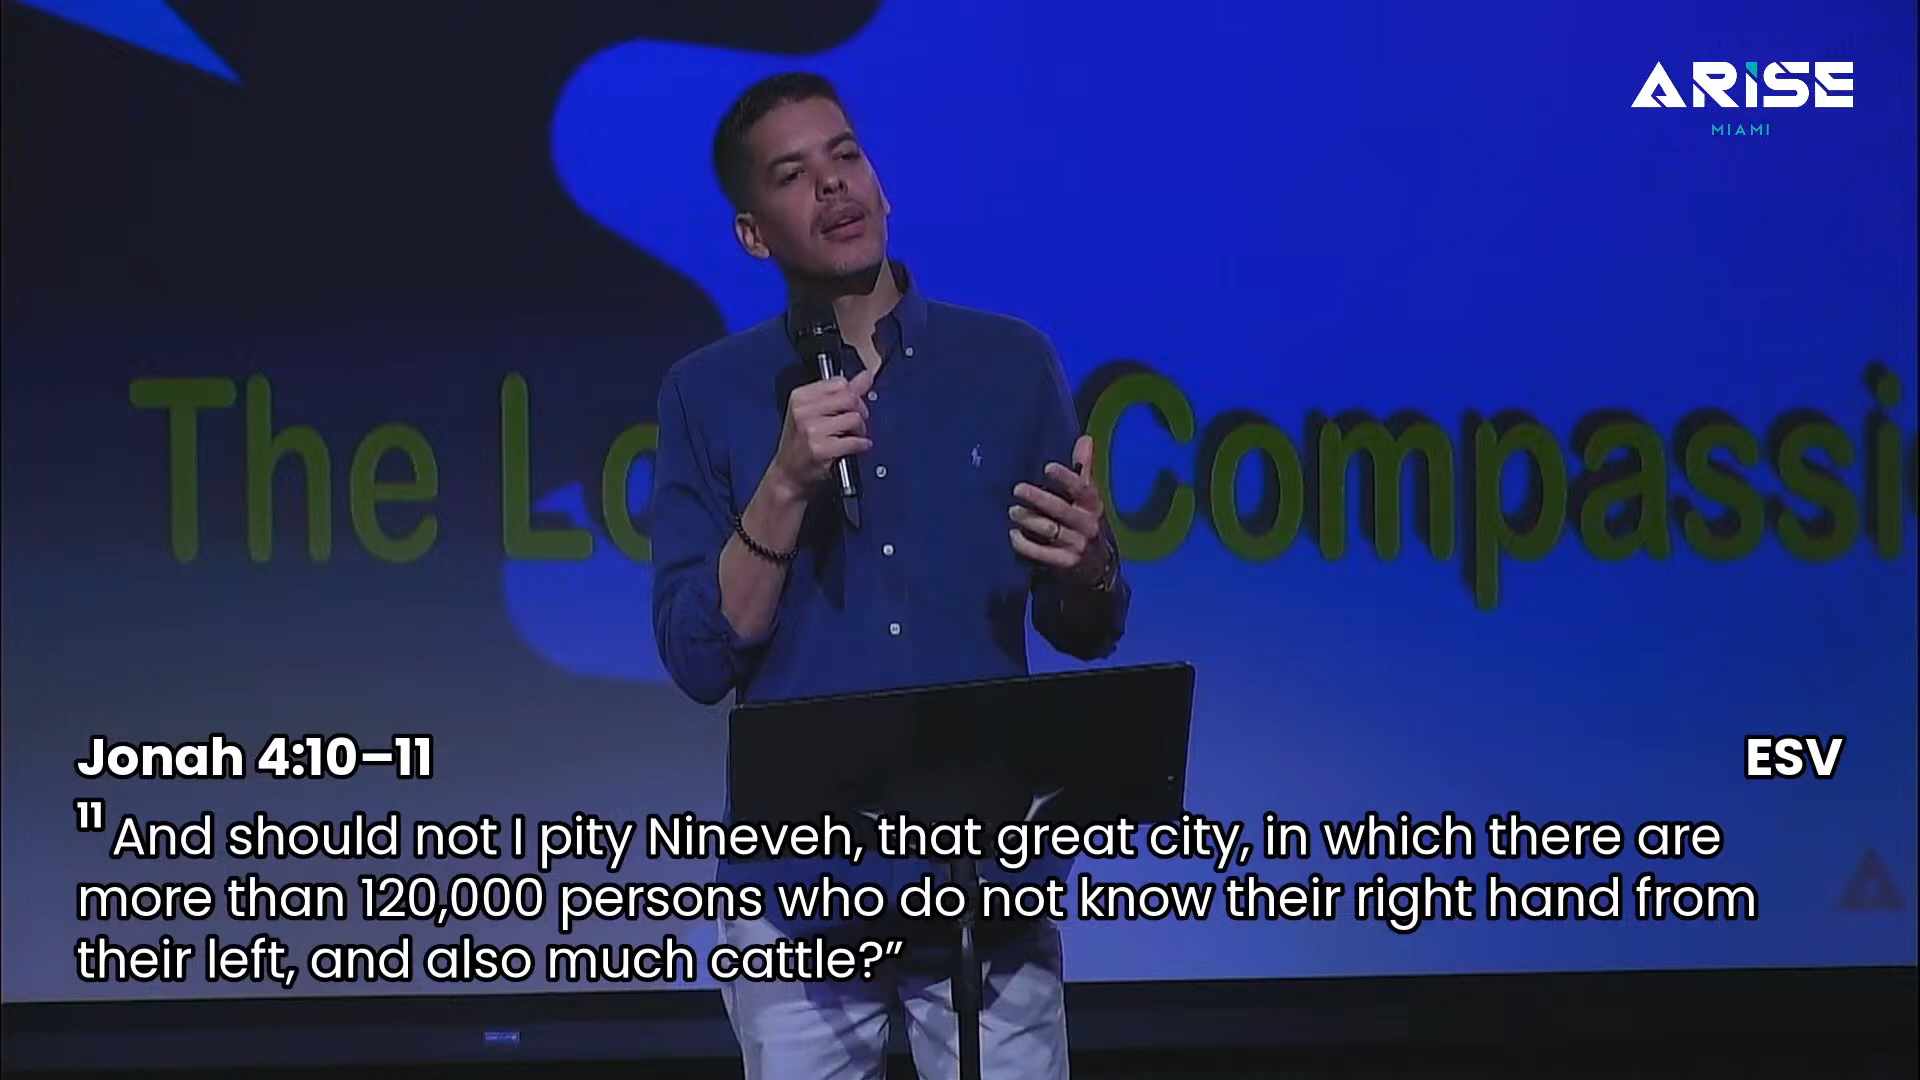 ARISE
MIAMI
The Lo Compassi
Jonah 4:10–11 ESV
11 And should not I pity Nineveh, that great city, in which there are
more than 120,000 persons who do not know their right hand from
their left, and also much cattle?”